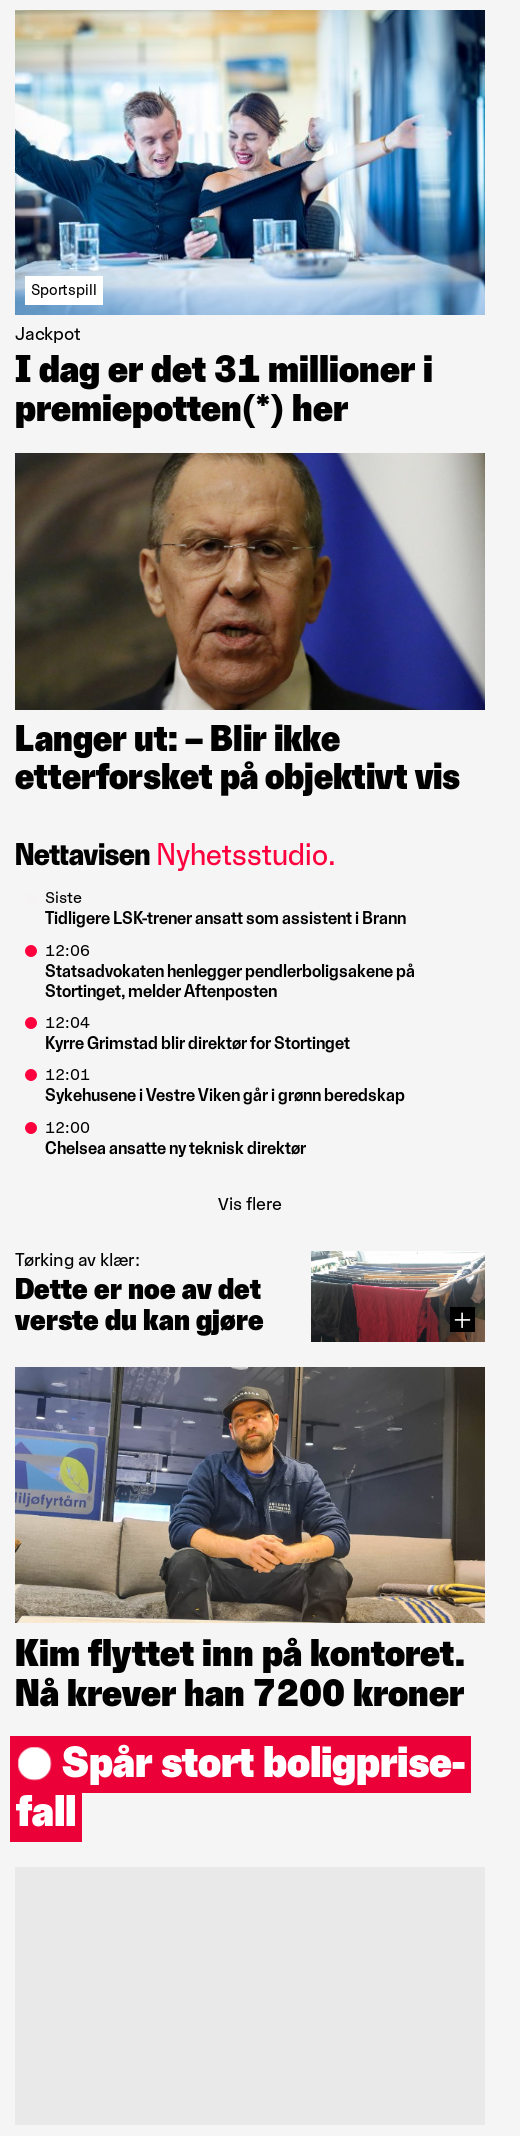 Sportspill
Jackpot
I dag er det 31 millioner i
premiepotten(*) her
Langer ut: – Blir ikke
etterforsket på objektivt vis
Nettavisen Nyhetsstudio.
Siste
Tidligere LSK-trener ansatt som assistent i Brann
12:06
Statsadvokaten henlegger pendlerboligsakene på
Stortinget, melder Aftenposten
12:04
Kyrre Grimstad blir direktør for Stortinget
12:01
Sykehusene i Vestre Viken går i grønn beredskap
12:00
Chelsea ansatte ny teknisk direktør
Vis flere
Tørking av klær:
Dette er noe av det
verste du kan gjøre
iljøfyrtårn
Kim flyttet inn på kontoret.
Nå krever han 7200 kroner
Spår stort boligprise-
fall